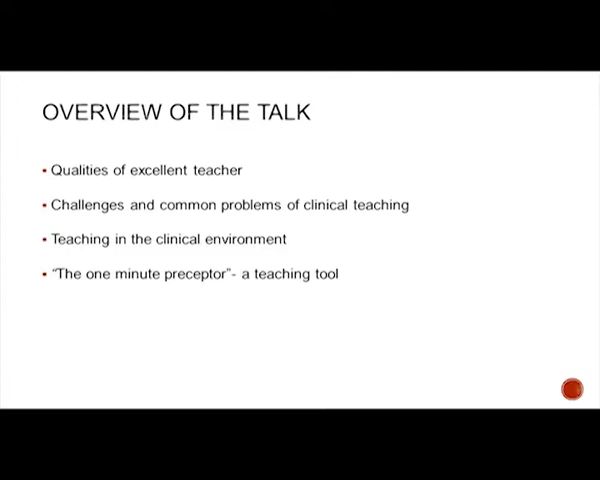 OVERVIEW OF THE TALK
▪ Qualities of excellent teacher
▪ Challenges and common problems of clinical teaching
▪ Teaching in the clinical environment
▪ “The one minute preceptor”- a teaching tool